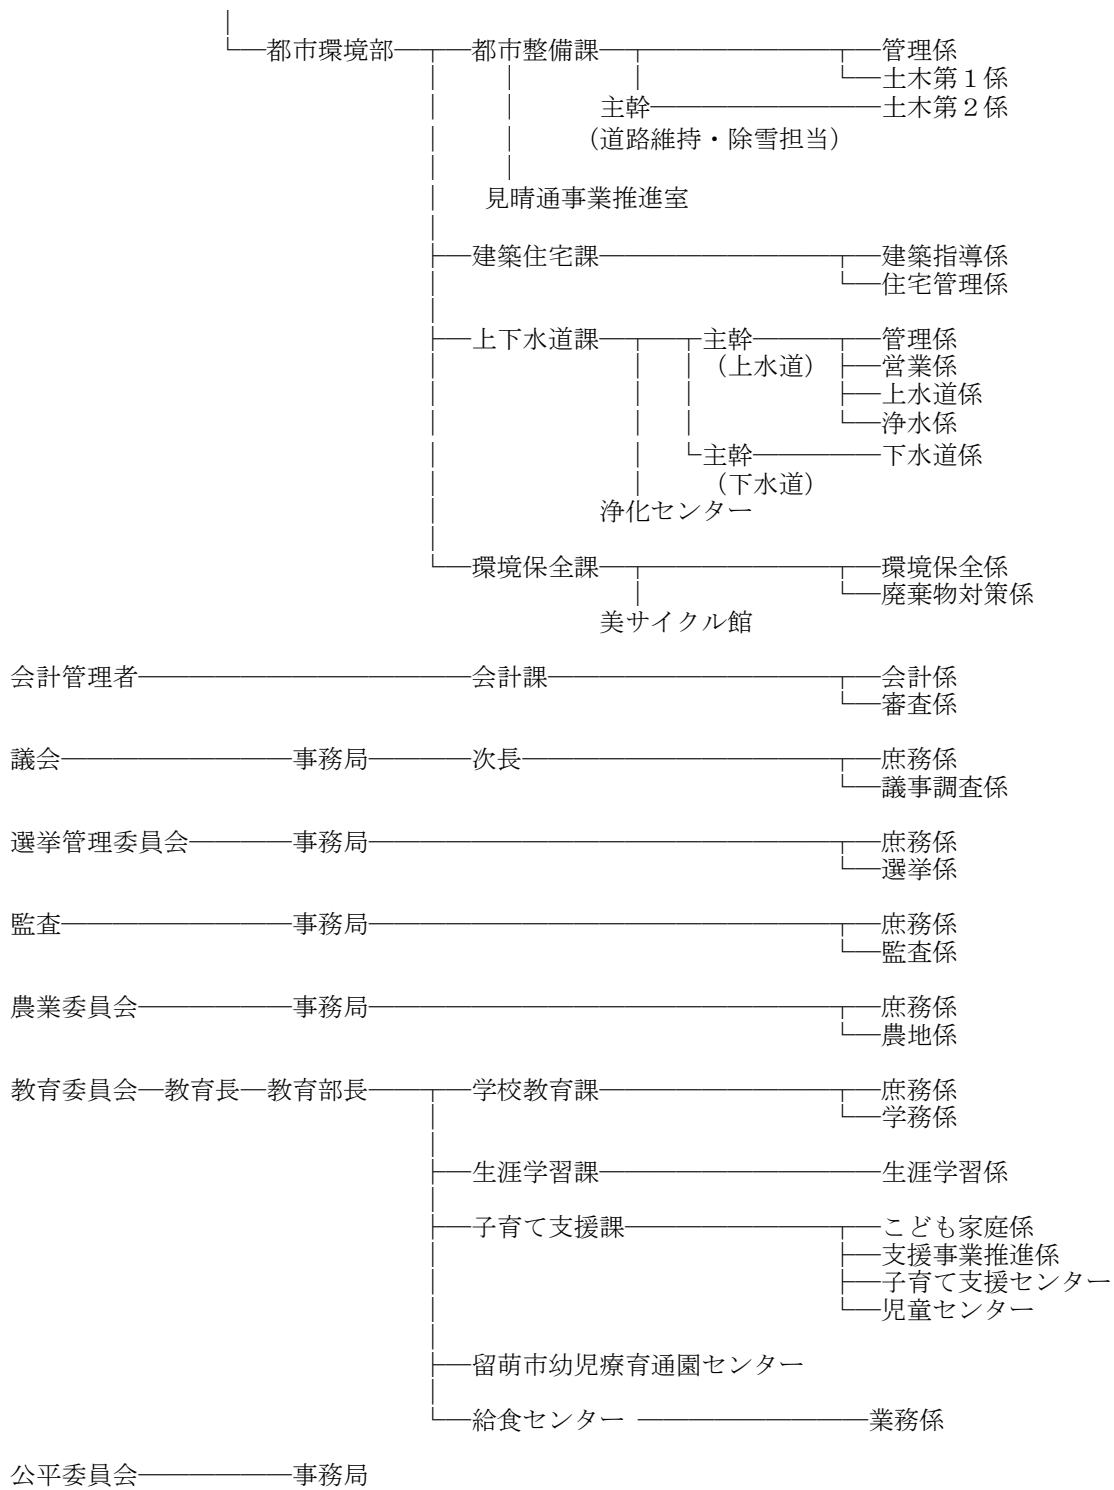 都市環境部 都市整備課 管理係
土木第１係
主幹 土木第２係
（道路維持・除雪担当）
見晴通事業推進室
建築住宅課 建築指導係
住宅管理係
上下水道課 主幹 管理係
（上水道） 営業係
上水道係
浄水係
主幹 下水道係
（下水道）
浄化センター
環境保全課 環境保全係
廃棄物対策係
美サイクル館
会計管理者 会計課 会計係
審査係
議会 事務局 次長 庶務係
議事調査係
選挙管理委員会 事務局 庶務係
選挙係
監査 事務局 庶務係
監査係
農業委員会 事務局 庶務係
農地係
教育委員会 教育長 教育部長 学校教育課 庶務係
学務係
生涯学習課 生涯学習係
子育て支援課 こども家庭係
支援事業推進係
子育て支援センター
児童センター
留萌市幼児療育通園センター
給食センター 業務係
公平委員会 事務局